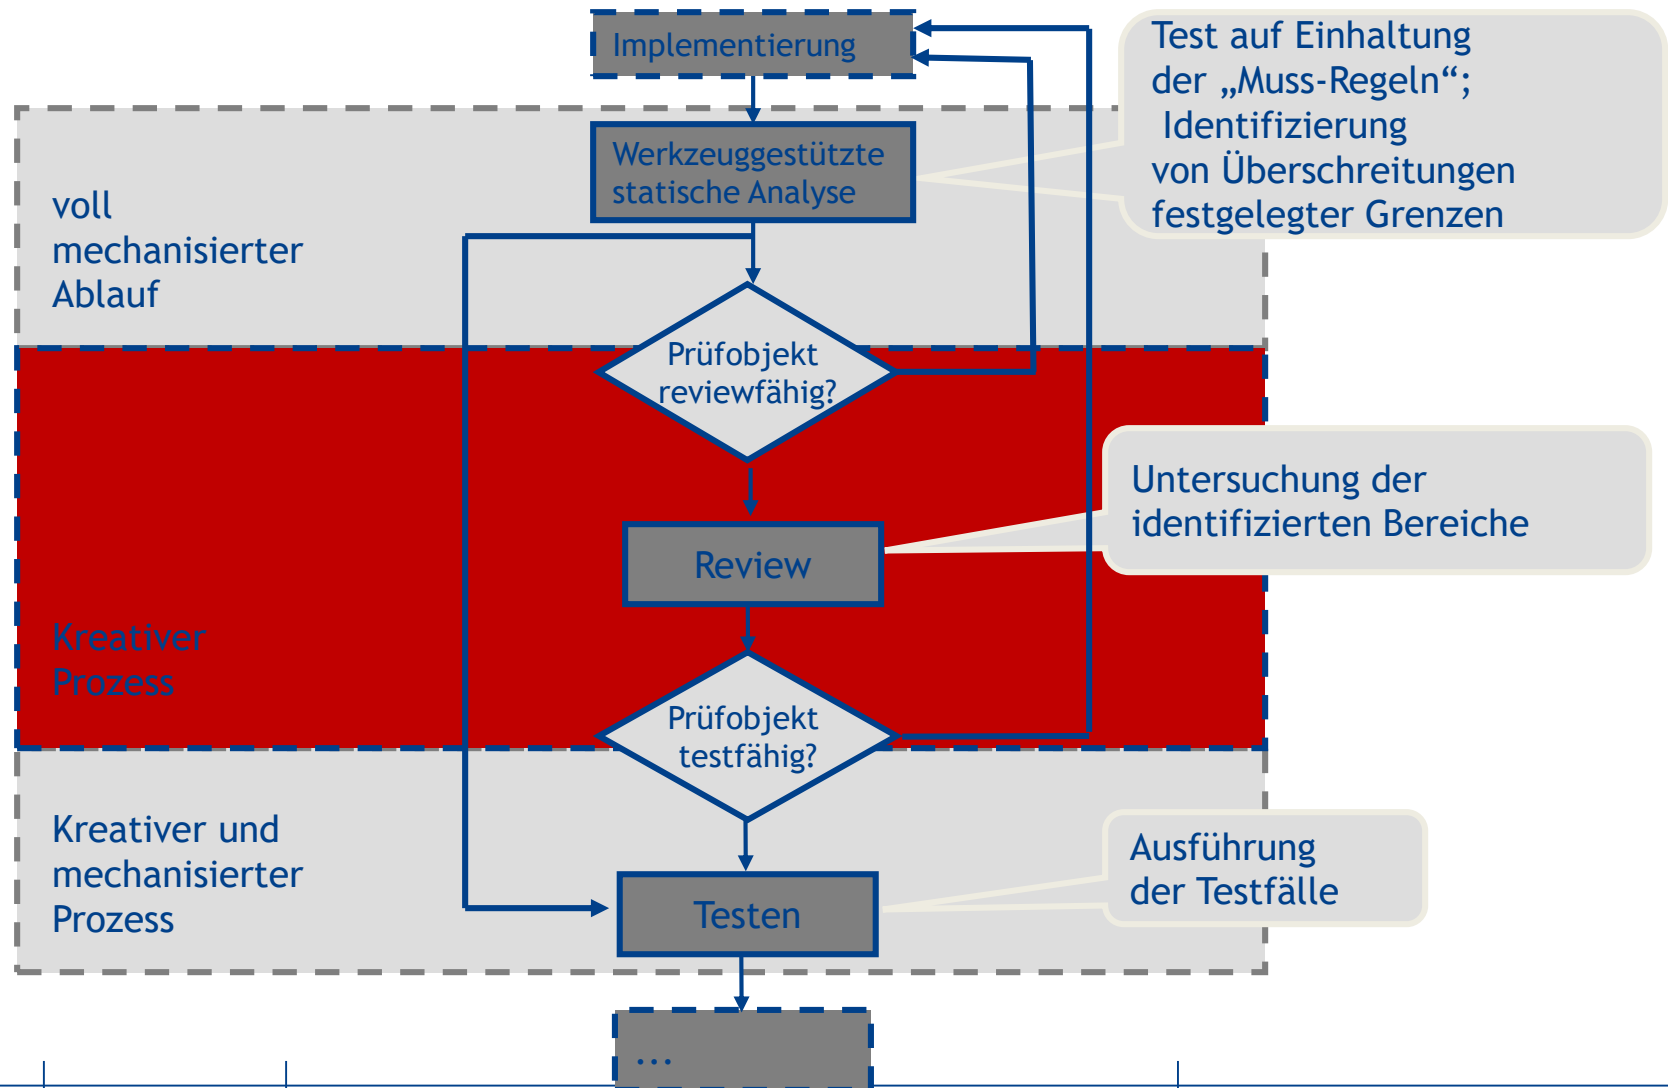 Implementierung
Test auf Einhaltung
der „Muss-Regeln“;
Identifizierung
von Überschreitungen
festgelegter Grenzen
Werkzeuggestützte
statische Analyse
voll
mechanisierter
Ablauf
Prüfobjekt
reviewfähig?
Untersuchung der
identifizierten Bereiche
Review
Kreativer
Prozess
Prüfobjekt
testfähig?
Kreativer und
mechanisierter
Prozess
Ausführung
der Testfälle
Testen
...